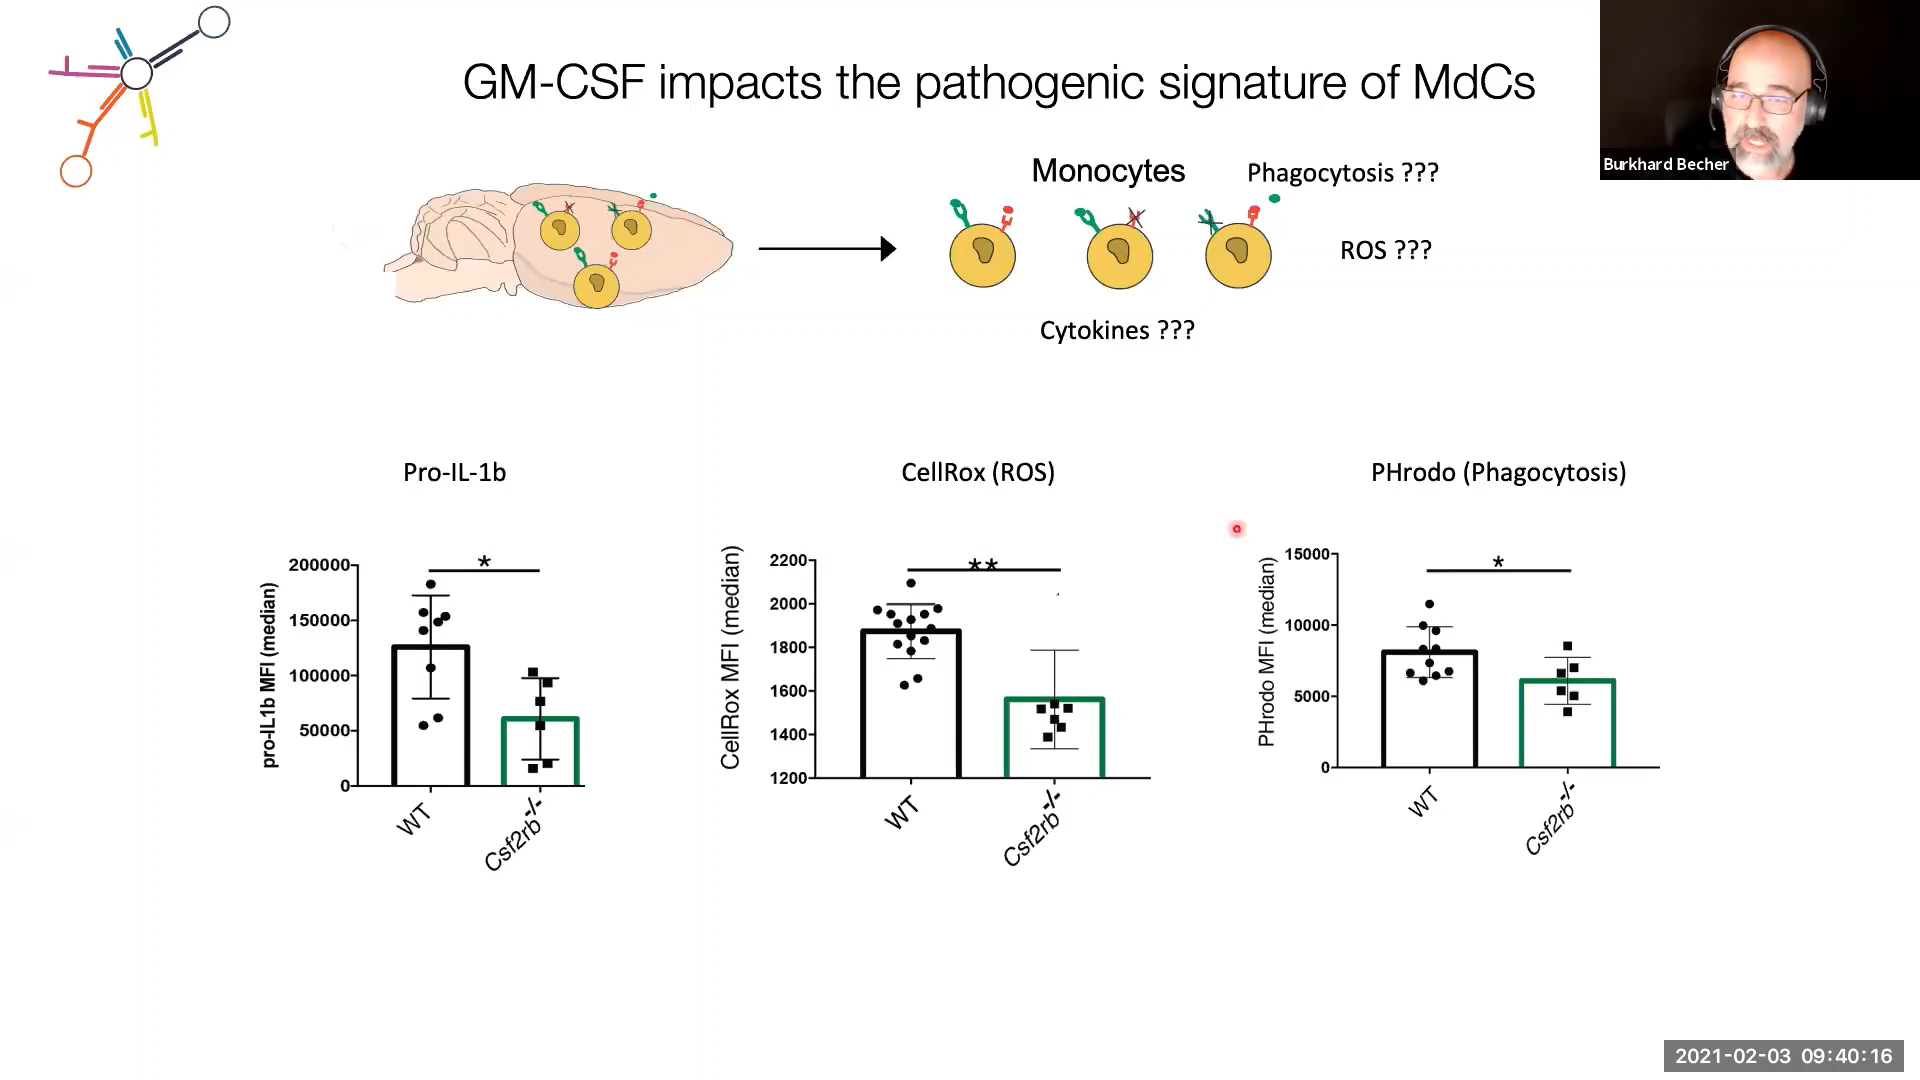 GM-CSF impacts the pathogenic signature of MdCs
Burkhard Becher
Monocytes
Phagocytosis ???
ROS ???
Cytokines ???
Pro-IL-1b
pro-IL1b MFI (median)
200000
150000
100000
50000
0
*
WT
Csf2rb-/-
CellRox (ROS)
CellRox MFI (median)
2200
2000
1800
1600
1400
1200
**
WT
Csf2rb-/-
PHrodo (Phagocytosis)
PHrodo MFI (median)
15000
10000
5000
0
*
WT
Csf2rb-/-
2021-02-03 09:40:16